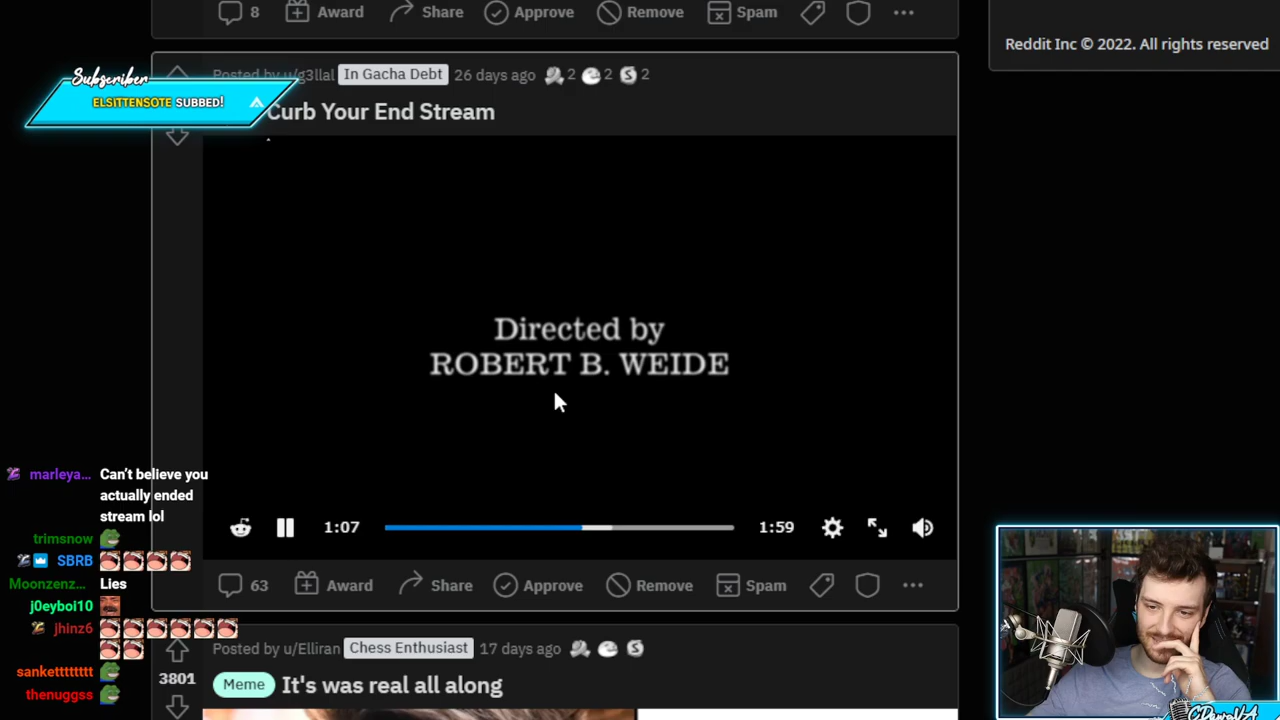 8 Award Share Approve Remove Spam
Reddit Inc © 2022. All rights reserved
Subscriber
ELSITTENSOTE SUBBED!
Posted by u/g3llal In Gacha Debt 26 days ago 2 2 2
Curb Your End Stream
Directed by
ROBERT B. WEIDE
1:07 1:59
63 Award Share Approve Remove Spam
marleya... Can't believe you
actually ended
stream lol
trimsnow
SBRB
Moonzenz... Lies
j0eyboi10
jhinz6
sankettttttttt
thenuggss
Posted by u/Elliran Chess Enthusiast 17 days ago
3801
Meme It's was real all along